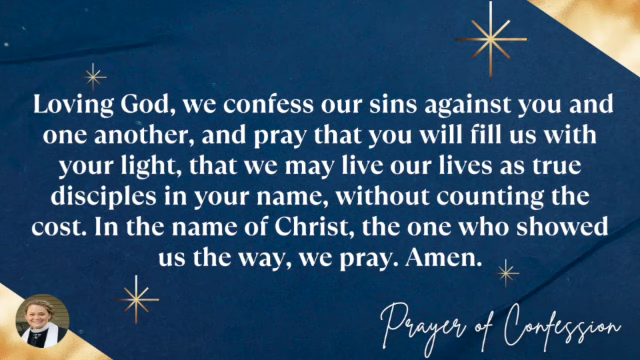 Loving God, we confess our sins against you and
one another, and pray that you will fill us with
your light, that we may live our lives as true
disciples in your name, without counting the
cost. In the name of Christ, the one who showed
us the way, we pray. Amen.
Prayer of Confession